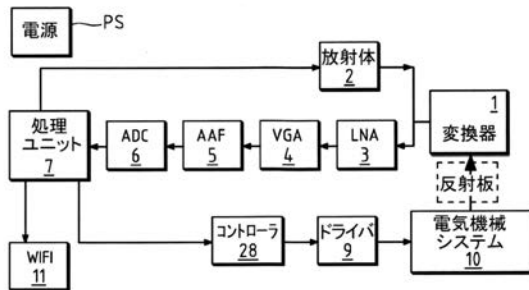 電源
PS
放射体
2
1
変換器
処理
ユニット
7
ADC
6
AAF
5
VGA
4
LNA
3
反射板
WIFI
11
コントローラ
28
ドライバ
9
電気機械
システム
10